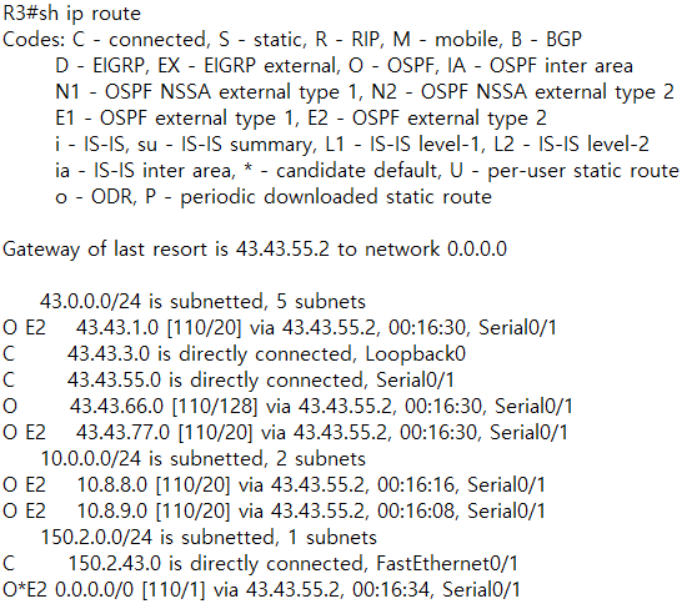 R3#sh ip route
Codes: C - connected, S - static, R - RIP, M - mobile, B - BGP
D - EIGRP, EX - EIGRP external, O - OSPF, IA - OSPF inter area
N1 - OSPF NSSA external type 1, N2 - OSPF NSSA external type 2
E1 - OSPF external type 1, E2 - OSPF external type 2
i - IS-IS, su - IS-IS summary, L1 - IS-IS level-1, L2 - IS-IS level-2
ia - IS-IS inter area, * - candidate default, U - per-user static route
o - ODR, P - periodic downloaded static route
Gateway of last resort is 43.43.55.2 to network 0.0.0.0
43.0.0.0/24 is subnetted, 5 subnets
O E2 43.43.1.0 [110/20] via 43.43.55.2, 00:16:30, Serial0/1
C 43.43.3.0 is directly connected, Loopback0
C 43.43.55.0 is directly connected, Serial0/1
O 43.43.66.0 [110/128] via 43.43.55.2, 00:16:30, Serial0/1
O E2 43.43.77.0 [110/20] via 43.43.55.2, 00:16:30, Serial0/1
10.0.0.0/24 is subnetted, 2 subnets
O E2 10.8.8.0 [110/20] via 43.43.55.2, 00:16:16, Serial0/1
O E2 10.8.9.0 [110/20] via 43.43.55.2, 00:16:08, Serial0/1
150.2.0.0/24 is subnetted, 1 subnets
C 150.2.43.0 is directly connected, FastEthernet0/1
O*E2 0.0.0.0/0 [110/1] via 43.43.55.2, 00:16:34, Serial0/1